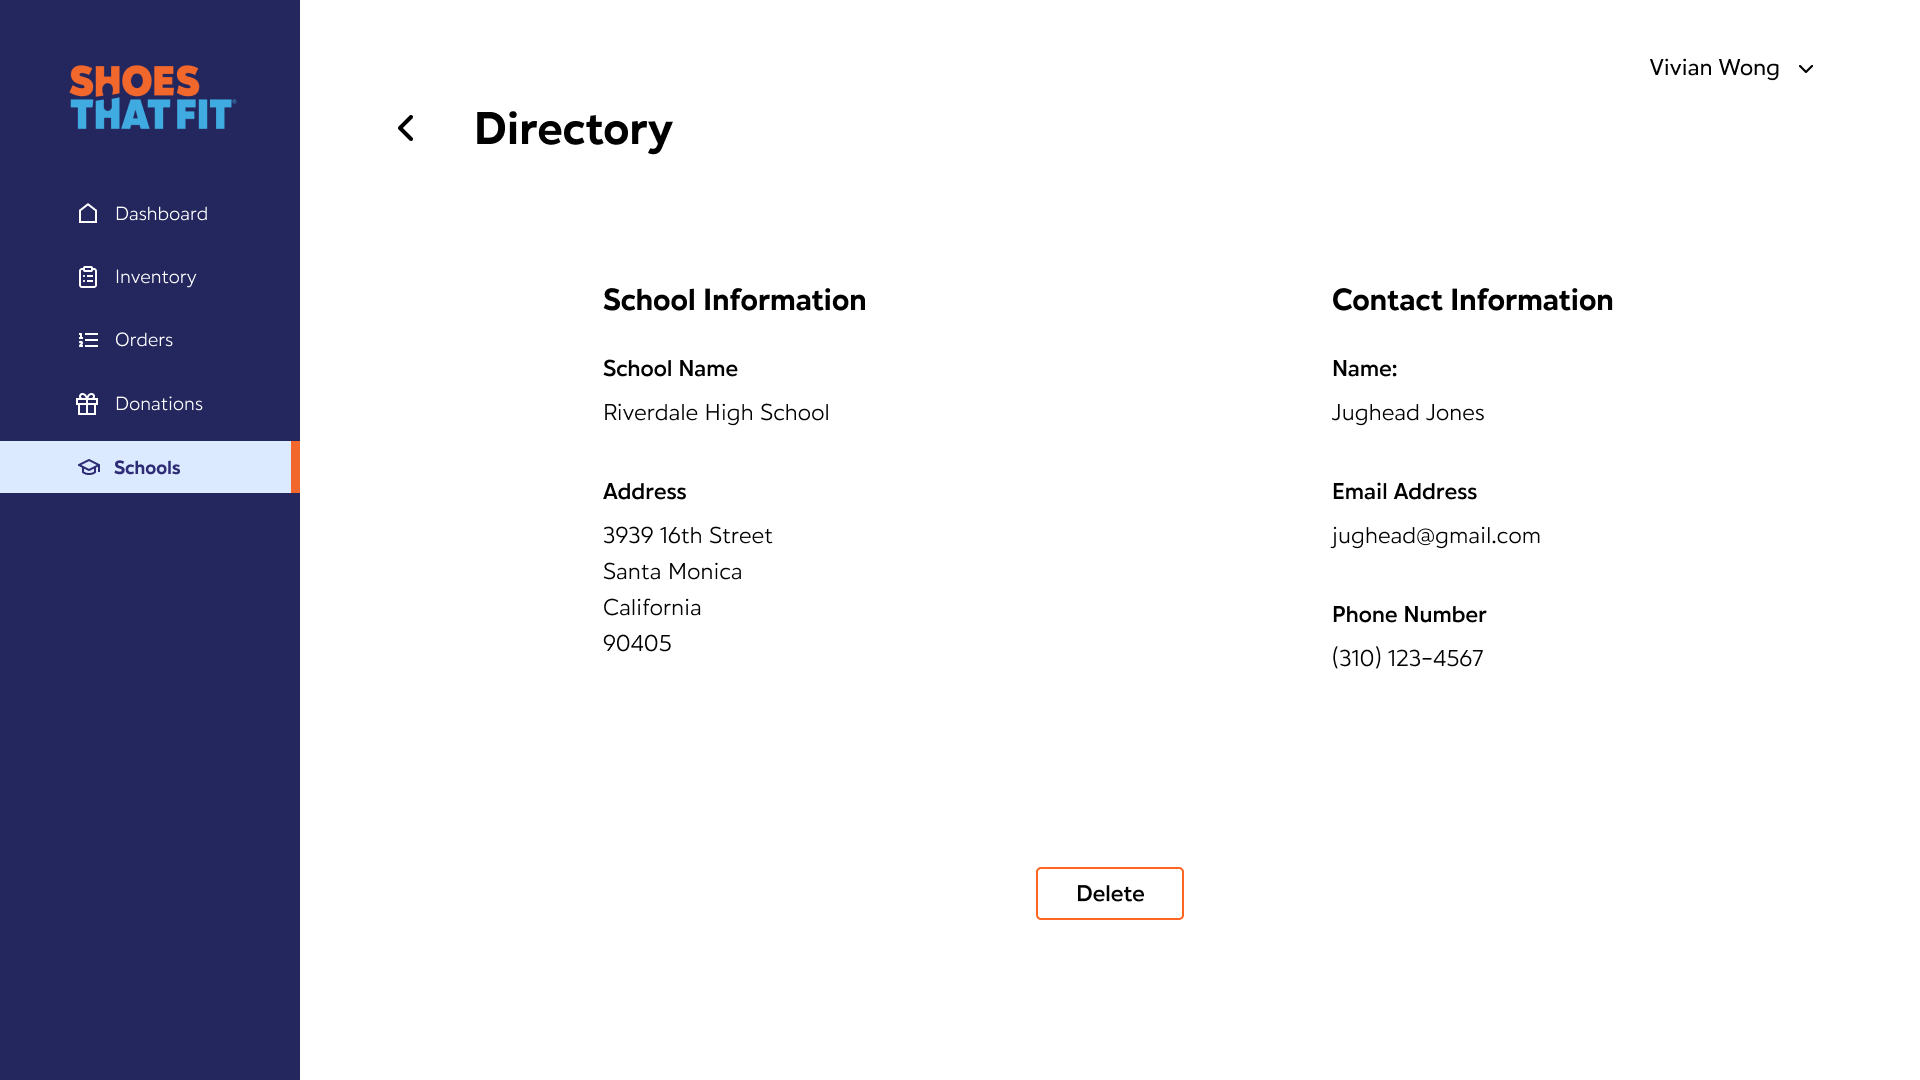 SHOES
THAT FIT
Dashboard
Inventory
Orders
Donations
Schools
Vivian Wong
Directory
School Information
School Name
Riverdale High School
Address
3939 16th Street
Santa Monica
California
90405
Contact Information
Name:
Jughead Jones
Email Address
jughead@gmail.com
Phone Number
(310) 123-4567
Delete